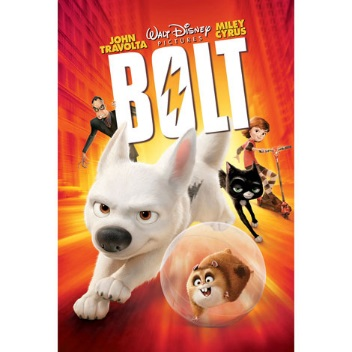 JOHN TRAVOLTA
WALT DISNEY PICTURES
MILEY CYRUS
BOLT